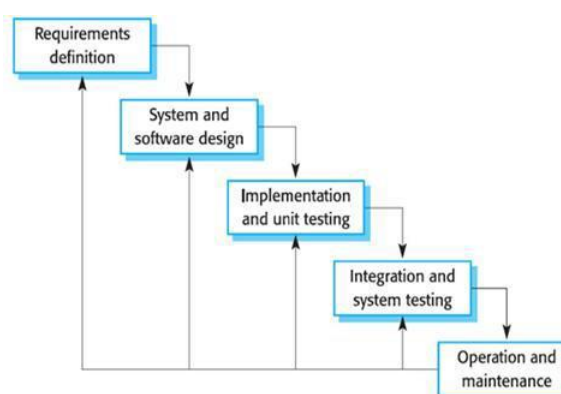 Requirements
definition
System and
software design
Implementation
and unit testing
Integration and
system testing
Operation and
maintenance